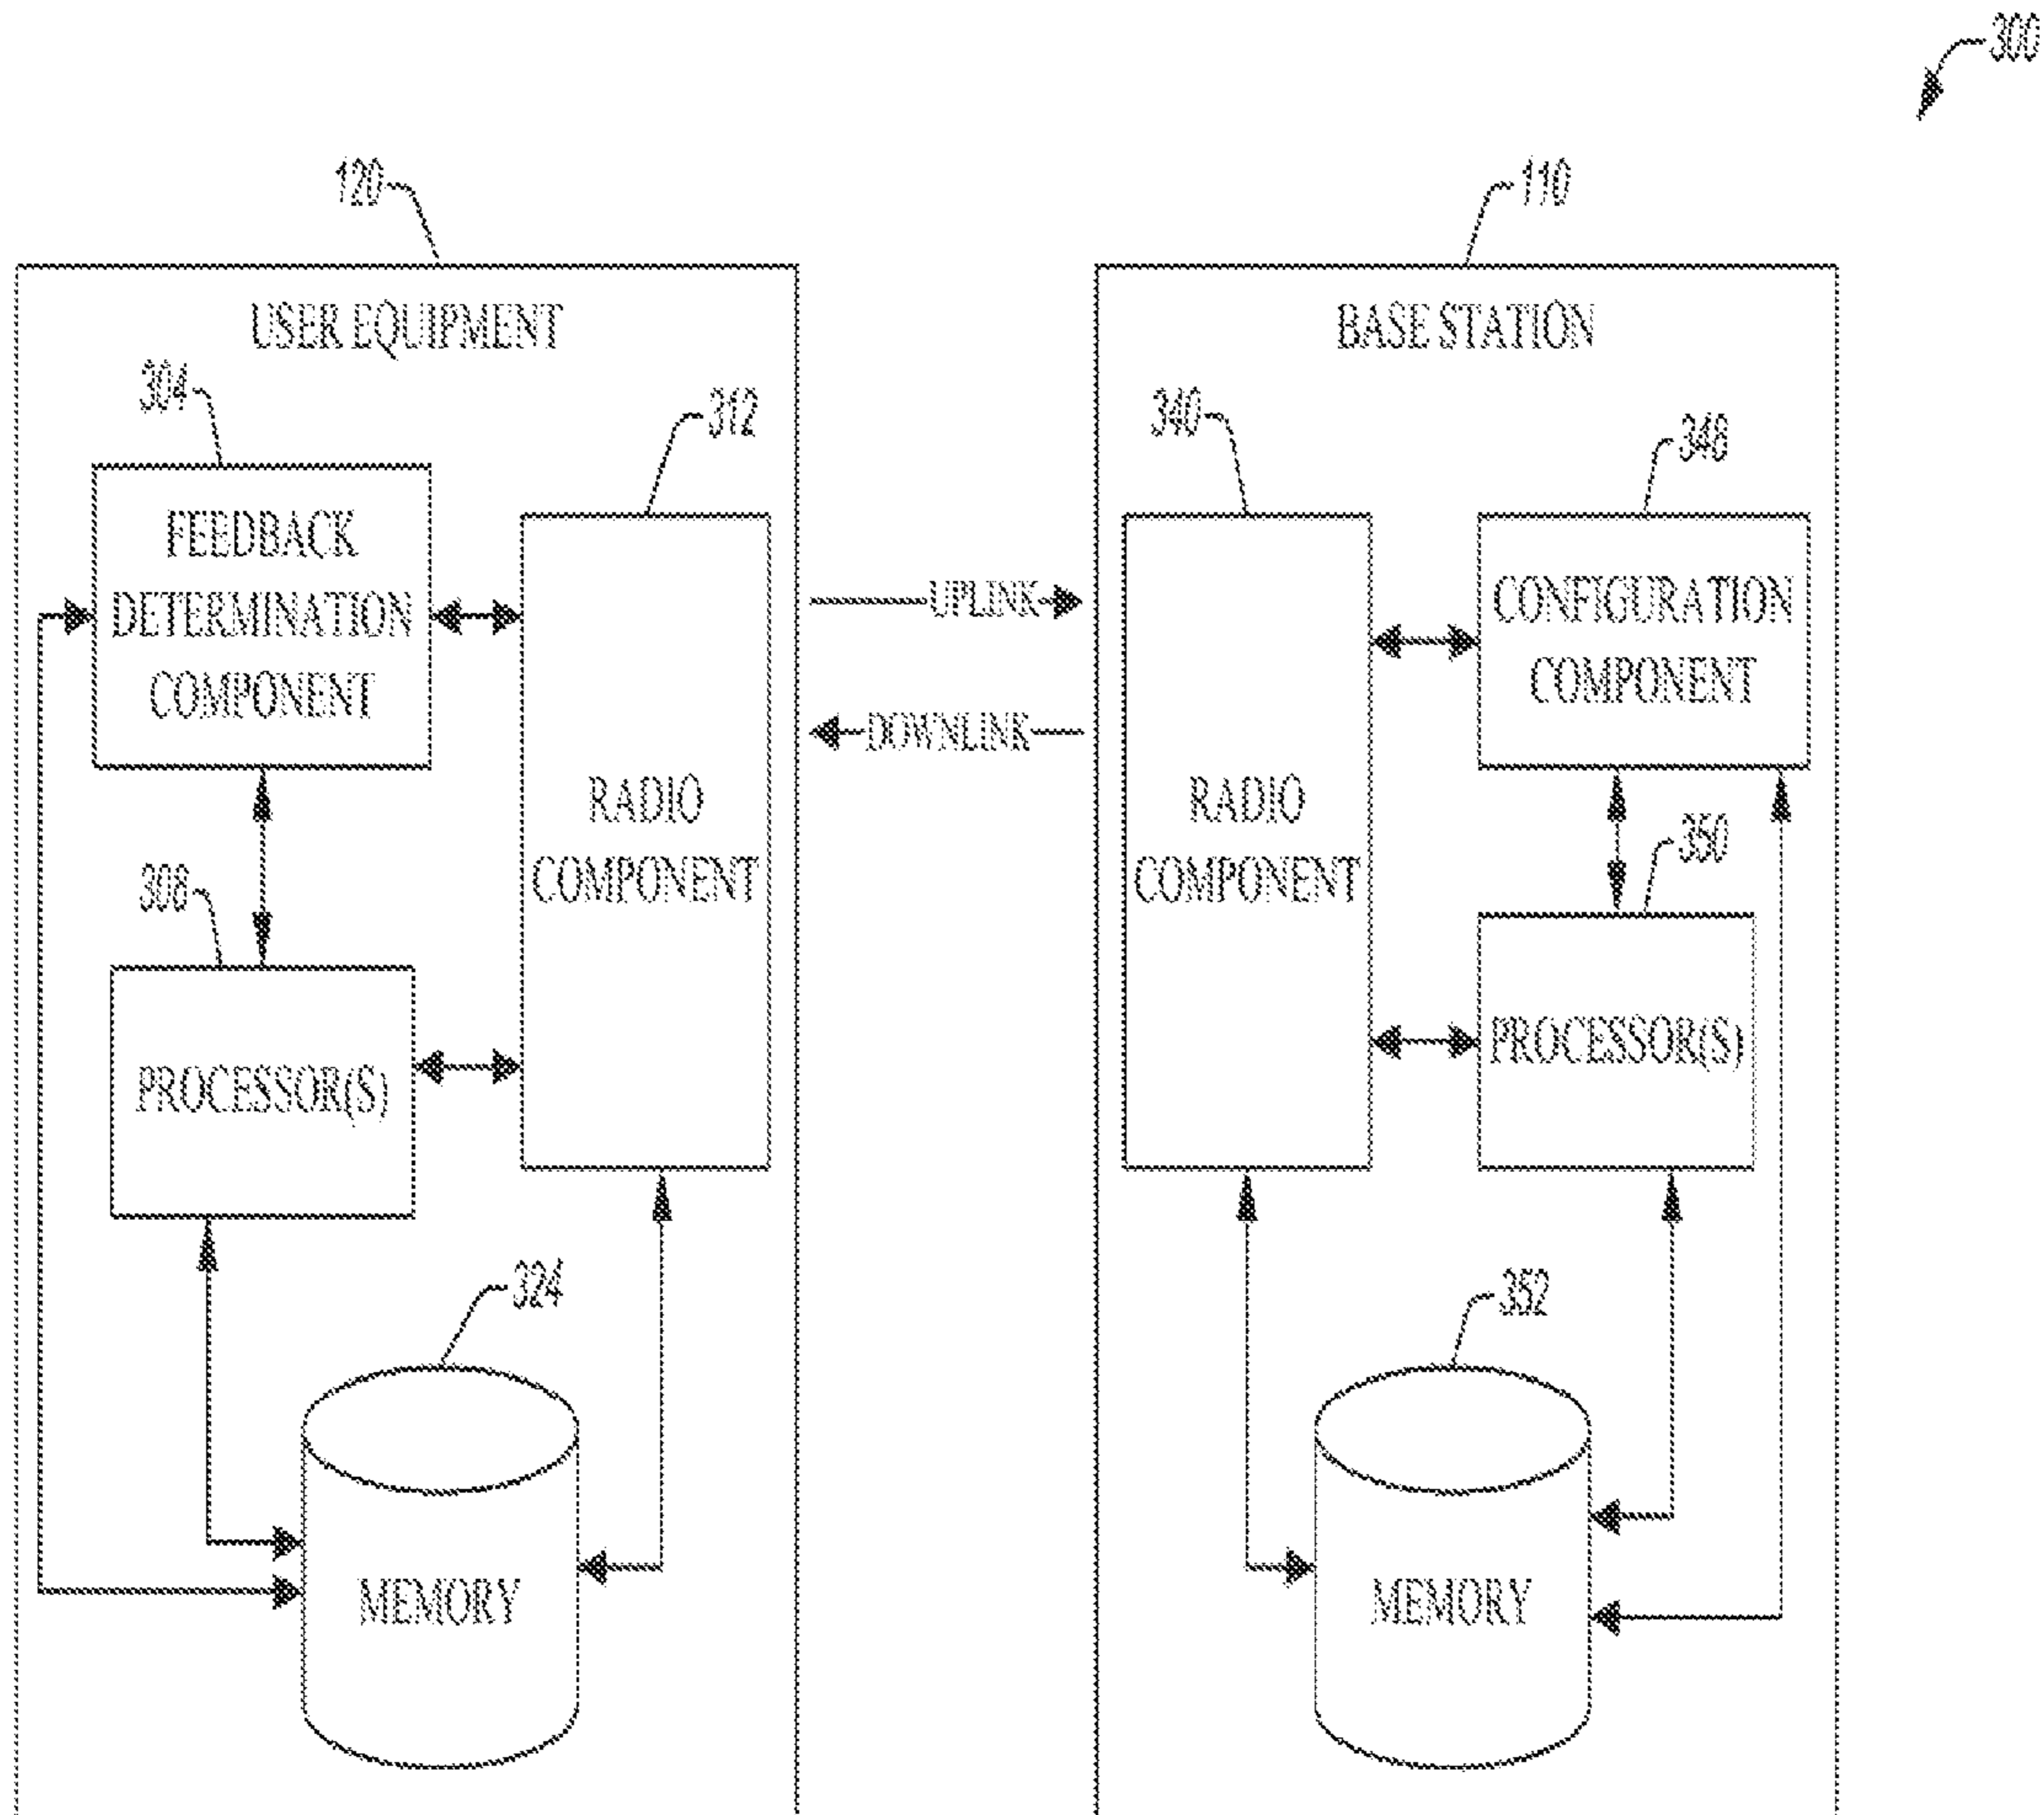 300
120
110
USER EQUIPMENT
BASE STATION
304
312
340
348
FEEDBACK
DETERMINATION
COMPONENT
CONFIGURATION
COMPONENT
UPLINK
DOWNLINK
RADIO
COMPONENT
RADIO
COMPONENT
308
350
PROCESSOR(S)
PROCESSOR(S)
324
352
MEMORY
MEMORY